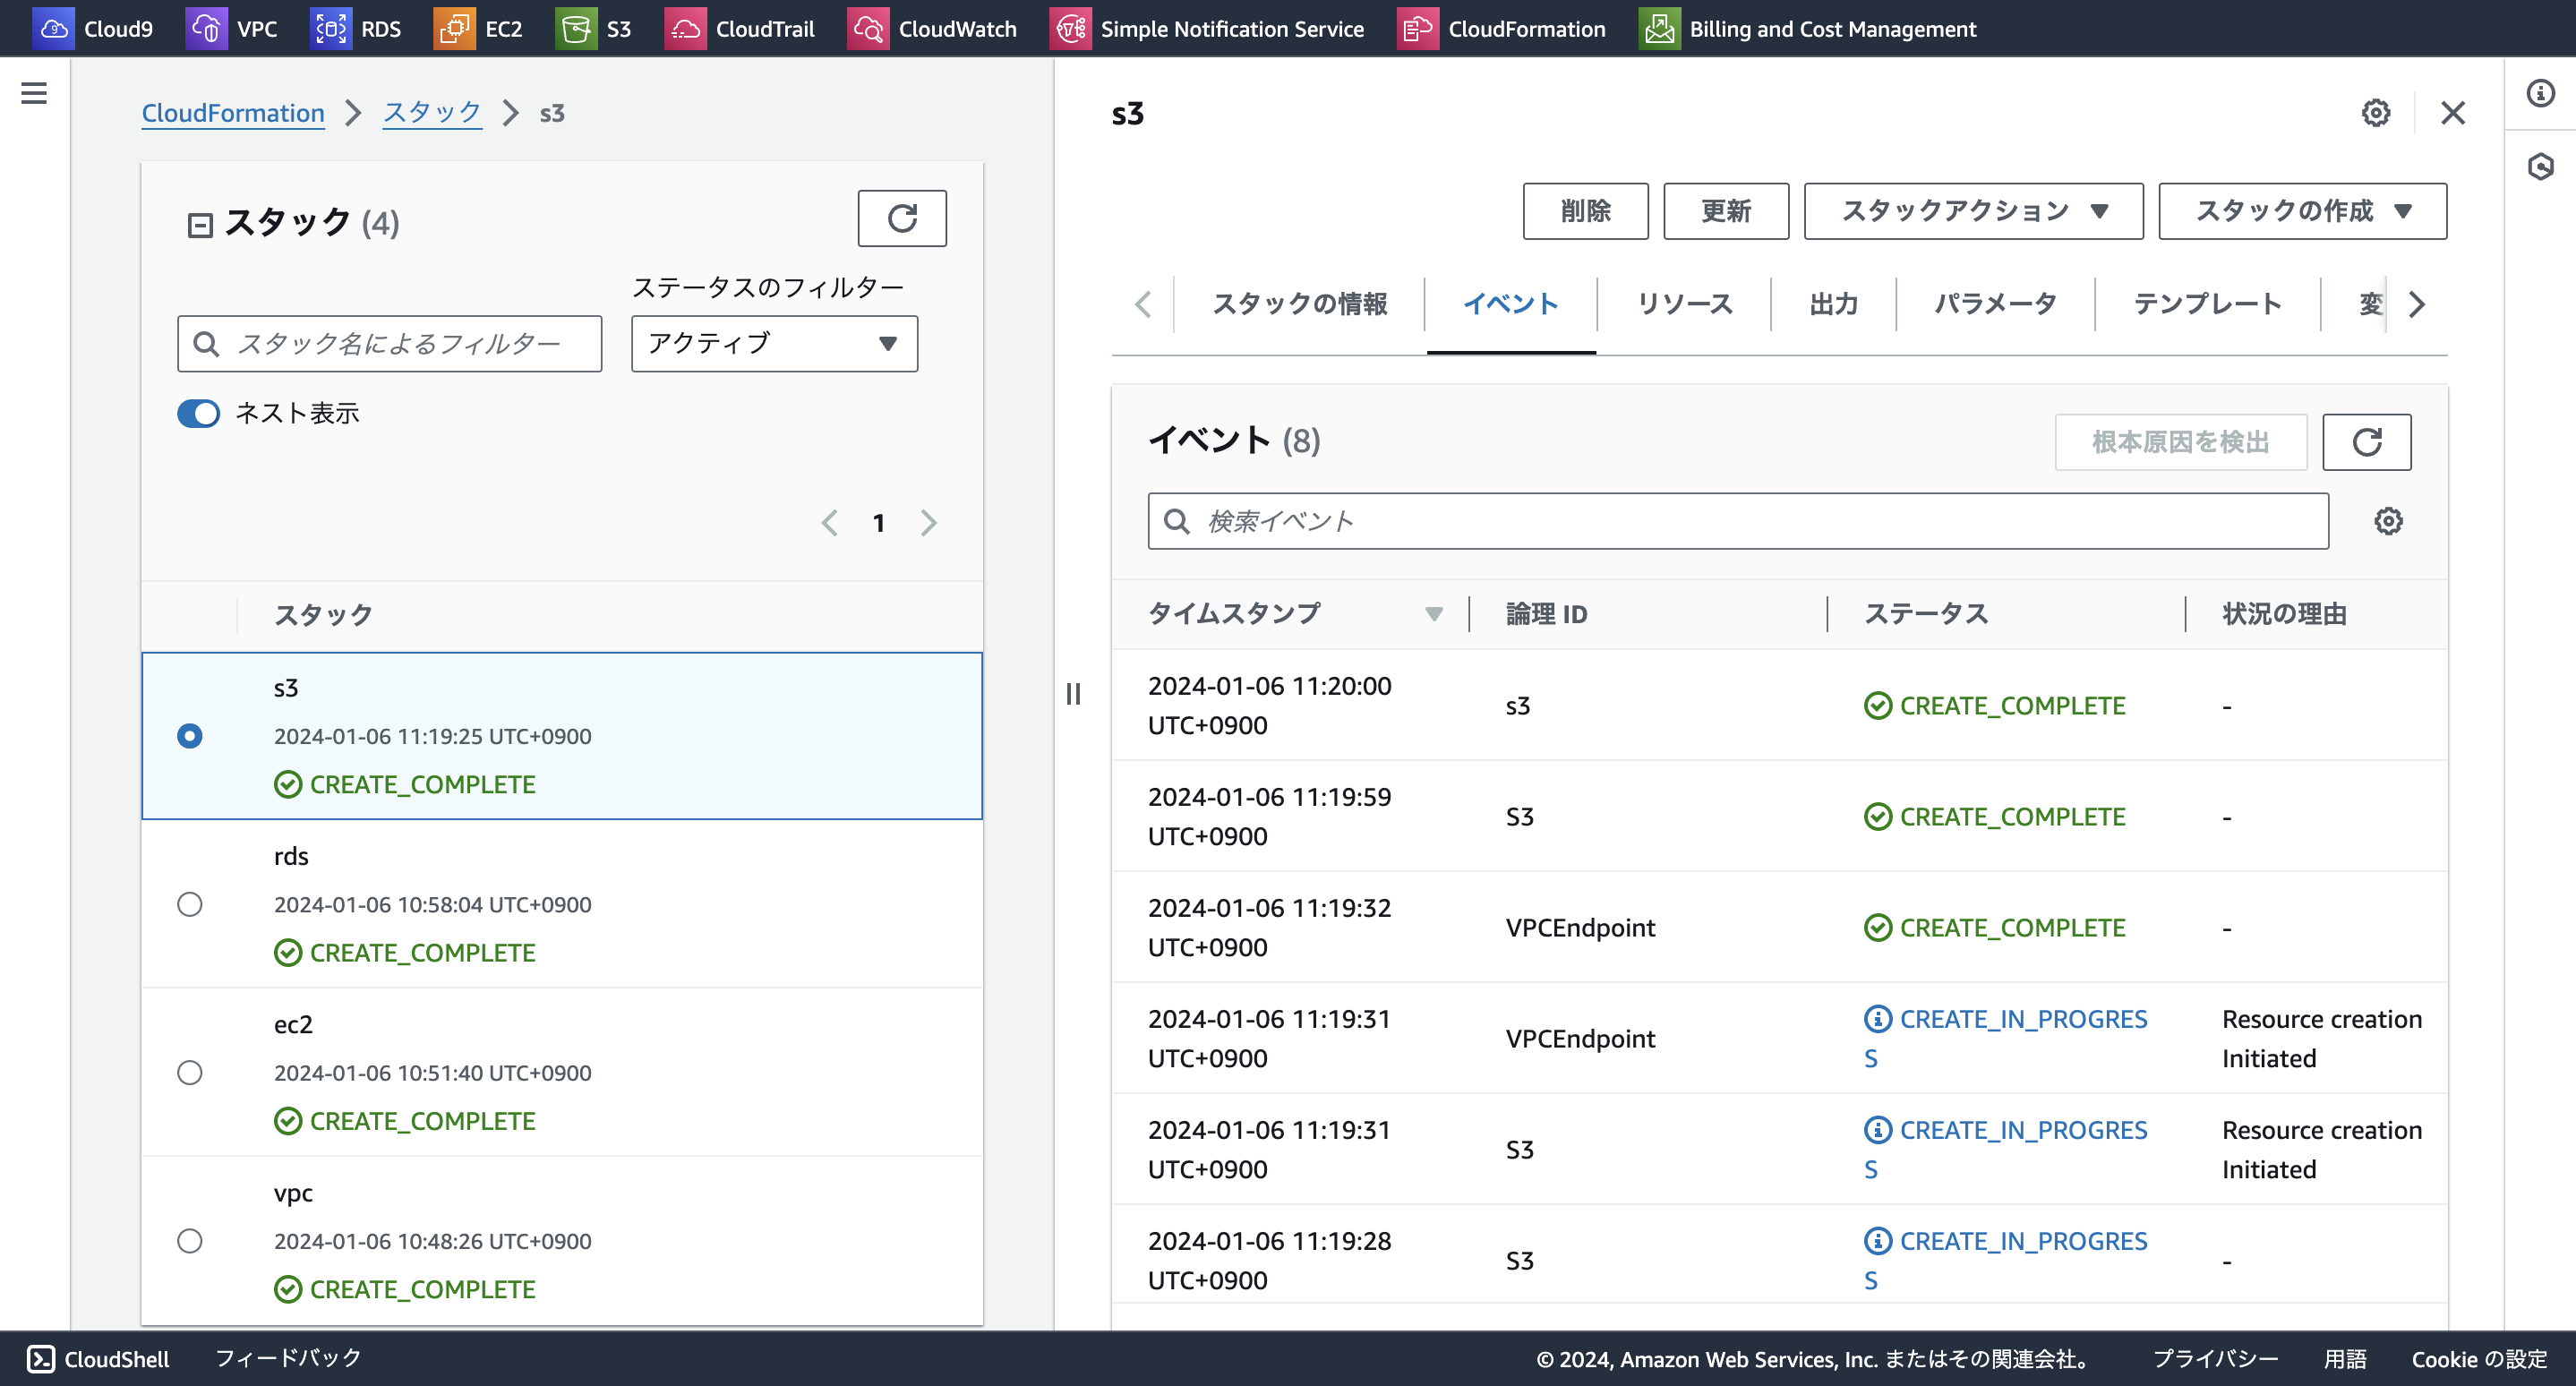 Cloud9 VPC RDS EC2 S3 CloudTrail CloudWatch Simple Notification Service CloudFormation Billing and Cost Management
CloudFormation スタック s3
スタック (4)
ステータスのフィルター
スタック名によるフィルター アクティブ
ネスト表示
1
スタック
s3
2024-01-06 11:19:25 UTC+0900
CREATE_COMPLETE
rds
2024-01-06 10:58:04 UTC+0900
CREATE_COMPLETE
ec2
2024-01-06 10:51:40 UTC+0900
CREATE_COMPLETE
vpc
2024-01-06 10:48:26 UTC+0900
CREATE_COMPLETE
s3
削除 更新 スタックアクション スタックの作成
スタックの情報 イベント リソース 出力 パラメータ テンプレート 変
イベント (8)
根本原因を検出
検索イベント
タイムスタンプ 論理 ID ステータス 状況の理由
2024-01-06 11:20:00
UTC+0900
s3 CREATE_COMPLETE -
2024-01-06 11:19:59
UTC+0900
S3 CREATE_COMPLETE -
2024-01-06 11:19:32
UTC+0900
VPCEndpoint CREATE_COMPLETE -
2024-01-06 11:19:31
UTC+0900
VPCEndpoint
CREATE_IN_PROGRES
S
Resource creation
Initiated
2024-01-06 11:19:31
UTC+0900
S3
CREATE_IN_PROGRES
S
Resource creation
Initiated
2024-01-06 11:19:28
UTC+0900
S3
CREATE_IN_PROGRES
S
-
CloudShell フィードバック © 2024, Amazon Web Services, Inc. またはその関連会社。 プライバシー 用語 Cookie の設定